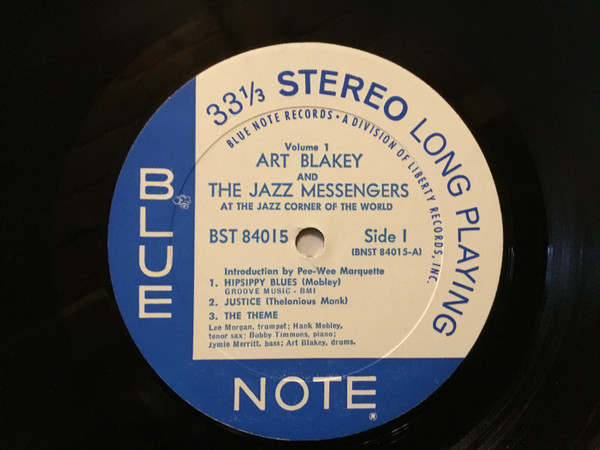 33⅓ STEREO LONG PLAYING
BLUE NOTE RECORDS • A DIVISION OF LIBERTY RECORDS, INC.
Volume 1
ART BLAKEY
AND
THE JAZZ MESSENGERS
AT THE JAZZ CORNER OF THE WORLD
BST 84015
Side 1
(BNST 84015-A)
Introduction by Pee-Wee Marquette
1. HIPSIPPY BLUES (Mobley)
GROOVE MUSIC - BMI
2. JUSTICE (Thelonious Monk)
3. THE THEME
Lee Morgan, trumpet; Hank Mobley,
tenor sax; Bobby Timmons, piano;
Jymie Merritt, bass; Art Blakey, drums.
BLUE
NOTE ®